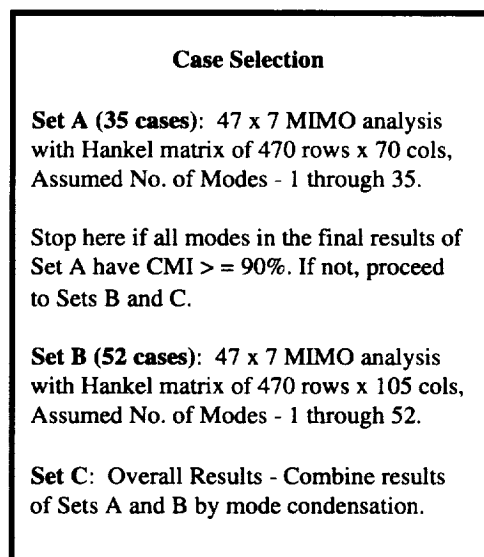 Case Selection
Set A (35 cases): 47 x 7 MIMO analysis
with Hankel matrix of 470 rows x 70 cols,
Assumed No. of Modes - 1 through 35.
Stop here if all modes in the final results of
Set A have CMI > = 90%. If not, proceed
to Sets B and C.
Set B (52 cases): 47 x 7 MIMO analysis
with Hankel matrix of 470 rows x 105 cols,
Assumed No. of Modes - 1 through 52.
Set C: Overall Results - Combine results
of Sets A and B by mode condensation.